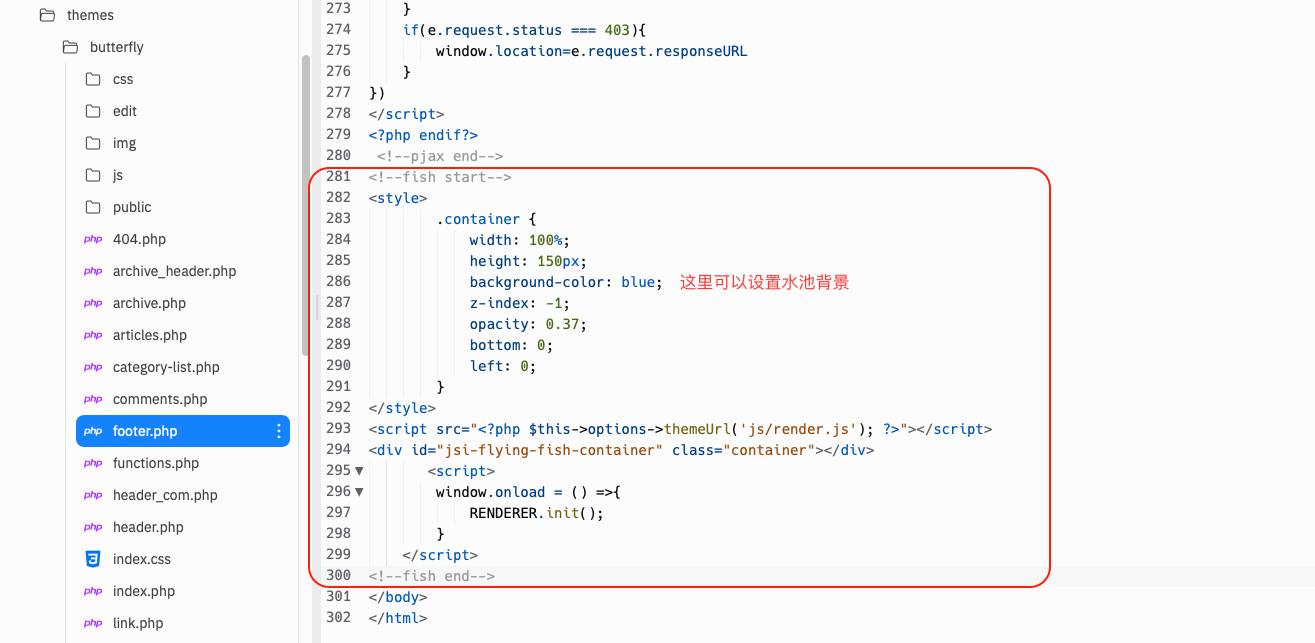 themes
butterfly
css
edit
img
js
public
php 404.php
php archive_header.php
php archive.php
php articles.php
php category-list.php
php comments.php
php footer.php
php functions.php
php header_com.php
php header.php
index.css
php index.php
php link.php
273 }
274 if(e.request.status === 403){
275 window.location=e.request.responseURL
276 }
277 })
278 </script>
279 <?php endif?>
280 <!--pjax end-->
281 <!--fish start-->
282 <style>
283 .container {
284 width: 100%;
285 height: 150px;
286 background-color: blue; 这里可以设置水池背景
287 z-index: -1;
288 opacity: 0.37;
289 bottom: 0;
290 left: 0;
291 }
292 </style>
293 <script src="<?php $this->options->themeUrl('js/render.js'); ?>"></script>
294 <div id="jsi-flying-fish-container" class="container"></div>
295 <script>
296 window.onload = () =>{
297 RENDERER.init();
298 }
299 </script>
300 <!--fish end-->
301 </body>
302 </html>